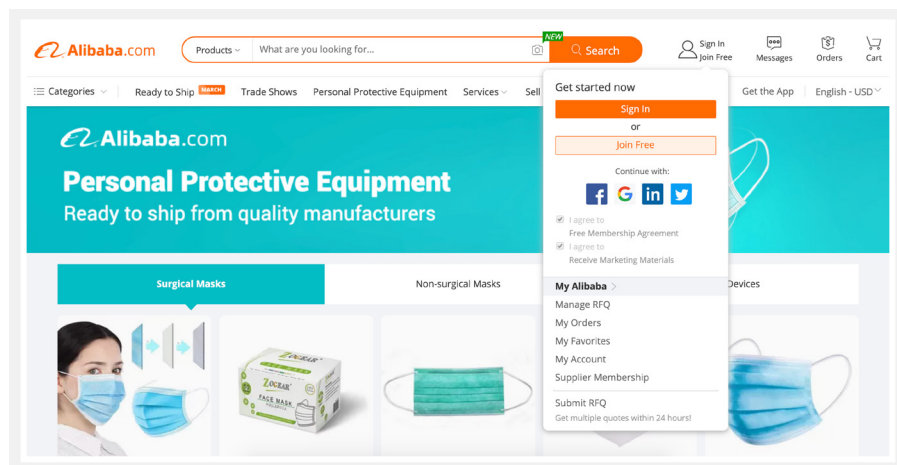 Alibaba.com
Products
What are you looking for...
NEW
Search
Sign In
Join Free
Messages
Orders
Cart
Categories
Ready to Ship MARCH
Trade Shows
Personal Protective Equipment
Services
Sell
Get the App
English - USD
Get started now
Sign In
or
Join Free
Continue with:
I agree to
Free Membership Agreement
I agree to
Receive Marketing Materials
My Alibaba
Manage RFQ
My Orders
My Favorites
My Account
Supplier Membership
Submit RFQ
Get multiple quotes within 24 hours!
Alibaba.com
Personal Protective Equipment
Ready to ship from quality manufacturers
Surgical Masks
Non-surgical Masks
Devices
ZOGEAR
FACE MASK